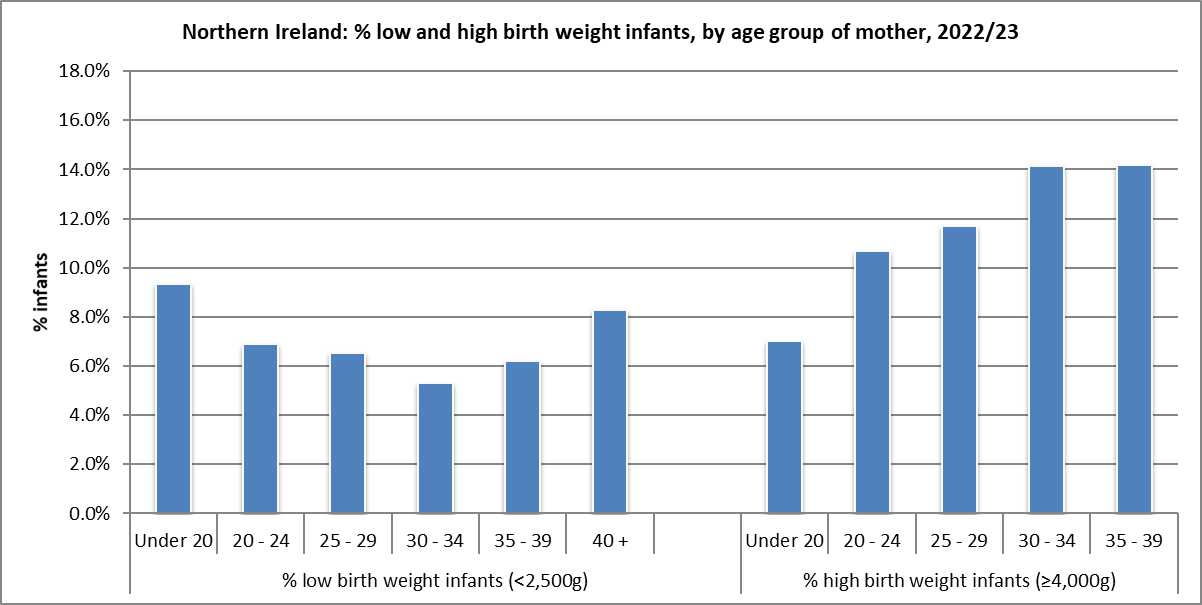 Northern Ireland: % low and high birth weight infants, by age group of mother, 2022/23
18.0%
16.0%
14.0%
12.0%
10.0%
8.0%
6.0%
4.0%
2.0%
0.0%
% infants
Under 20 20 - 24 25 - 29 30 - 34 35 - 39 40 + Under 20 20 - 24 25 - 29 30 - 34 35 - 39
% low birth weight infants (<2,500g) % high birth weight infants (≥4,000g)